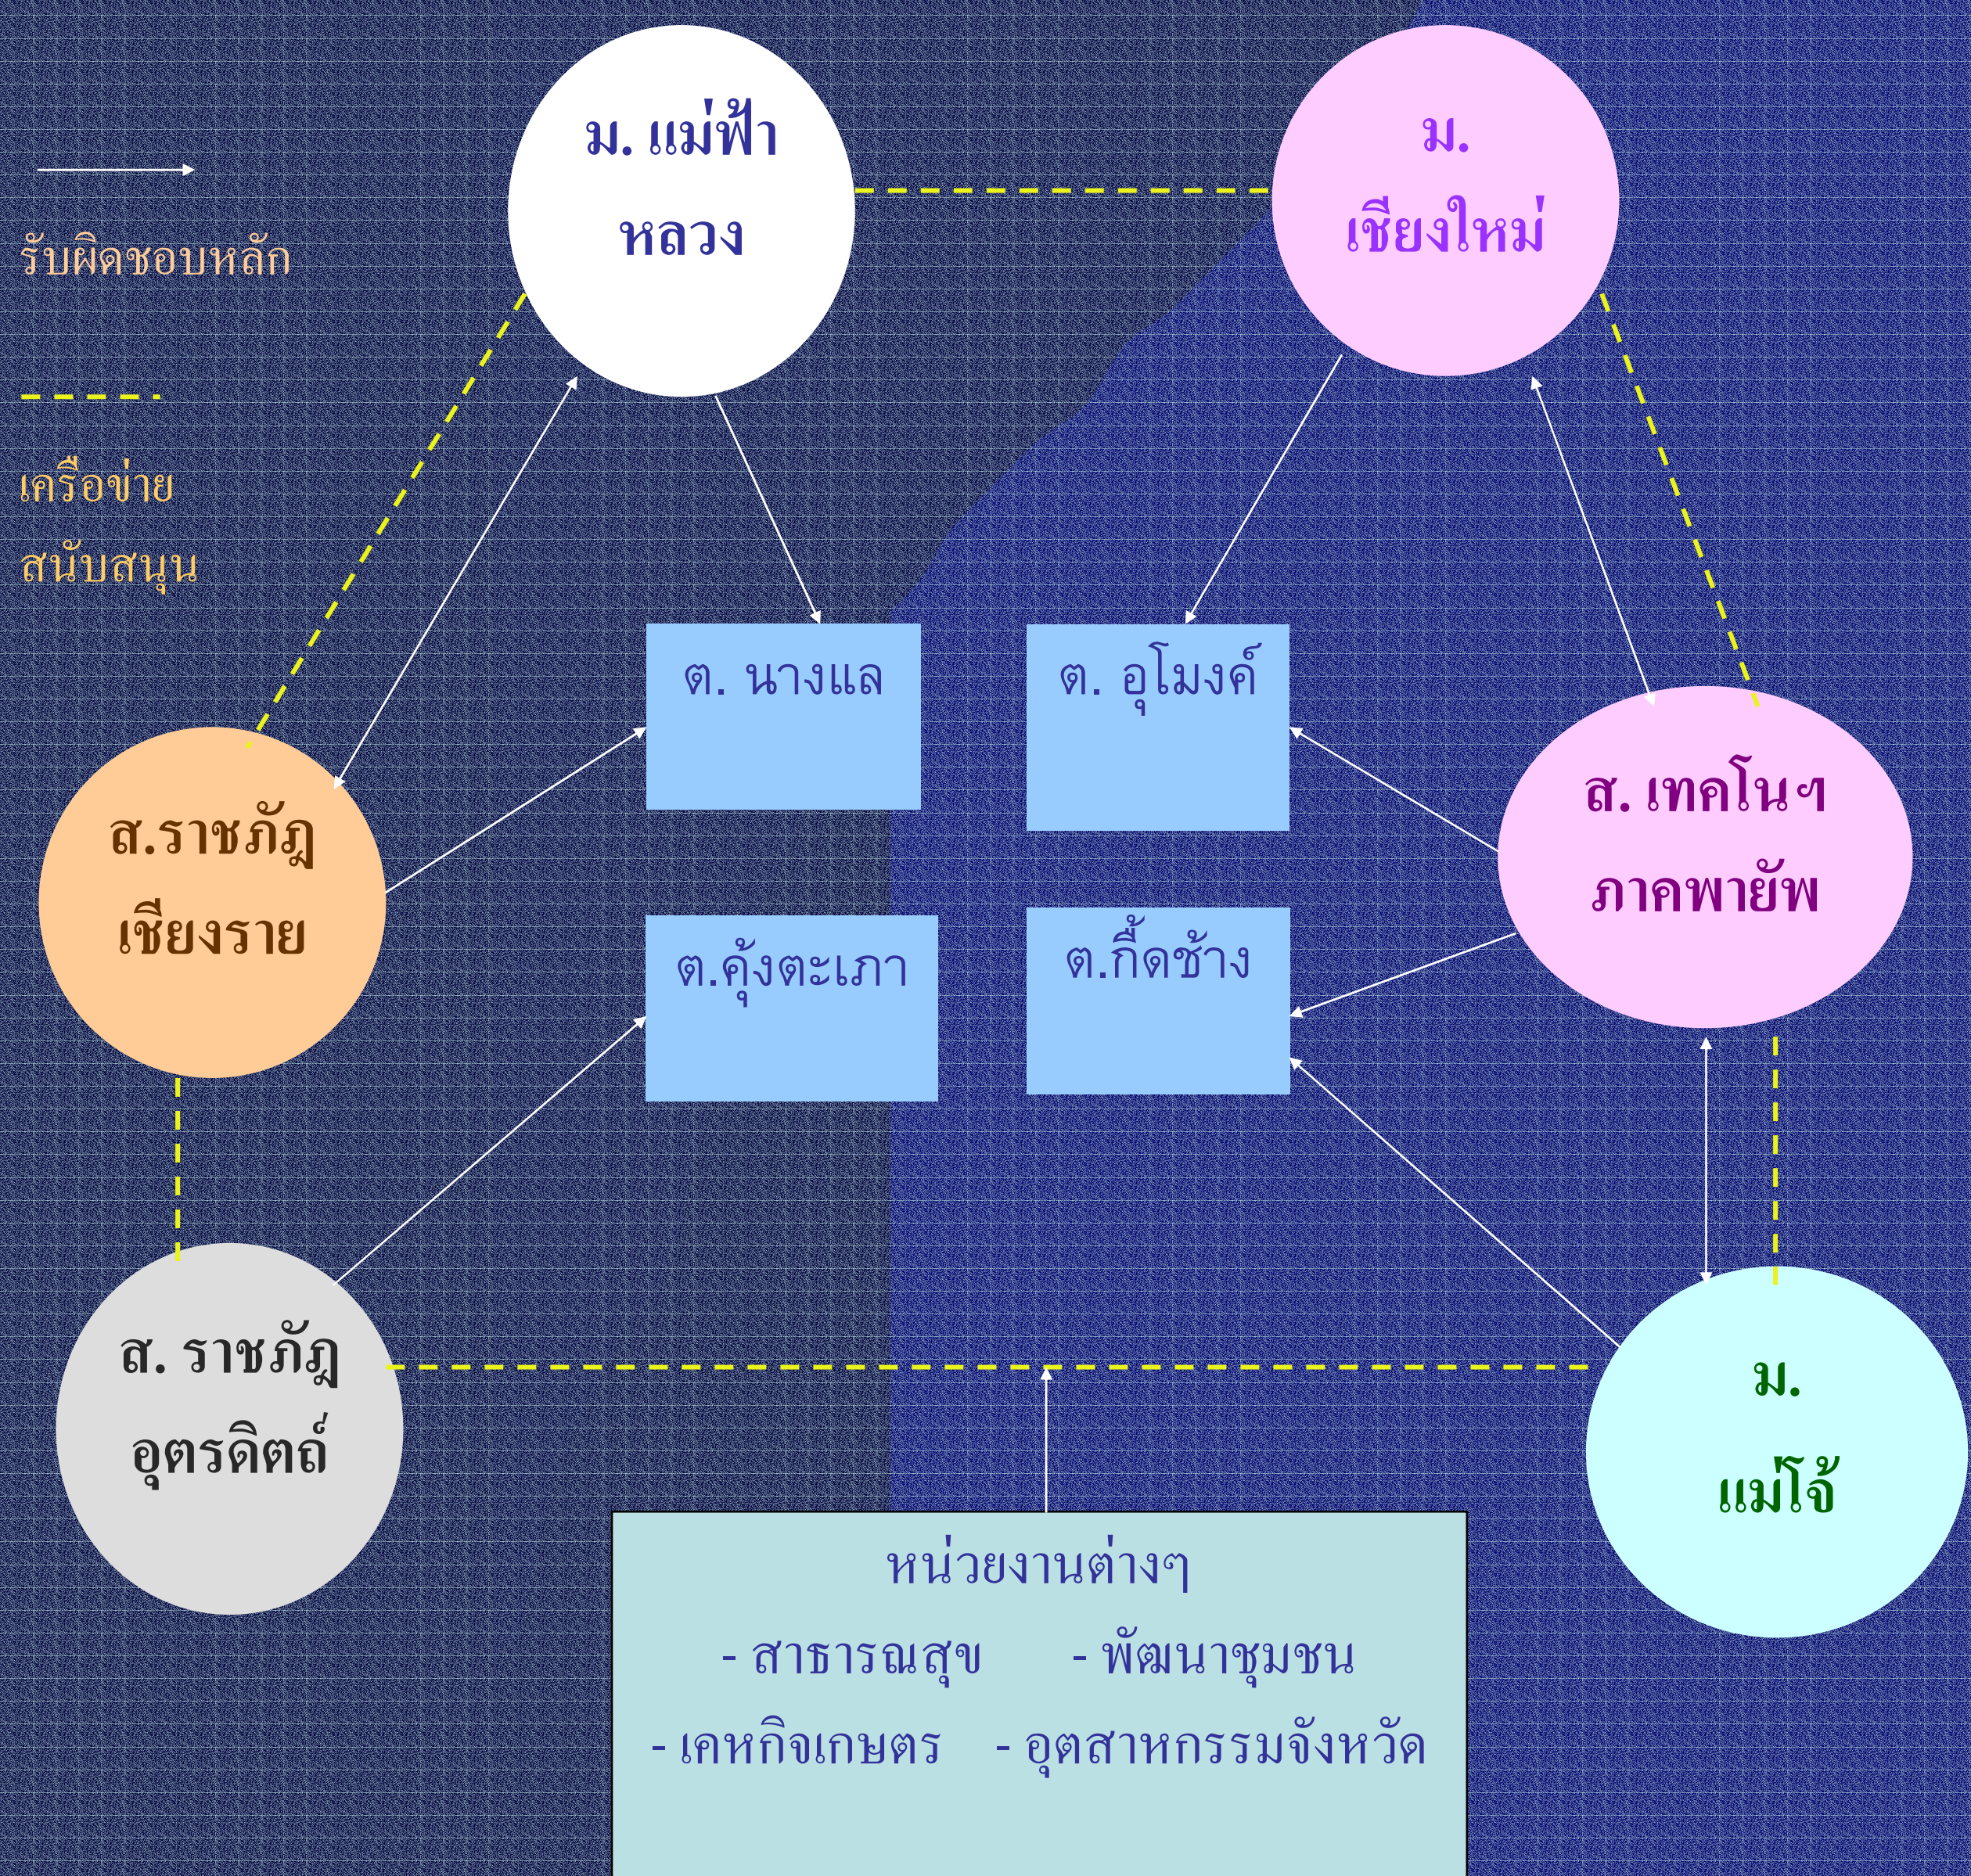 ม. แม่ฟ้า
หลวง
ม.
เชียงใหม่
รับผิดชอบหลัก
เครือข่าย
สนับสนุน
ต. นางแล
ต. อุโมงค์
ส.ราชภัฎ
เชียงราย
ส. เทคโนฯ
ภาคพายัพ
ต.คุ้งตะเภา
ต.กื้ดช้าง
ส. ราชภัฎ
อุตรดิตถ์
ม.
แม่โจ้
หน่วยงานต่างๆ
- สาธารณสุข - พัฒนาชุมชน
- เคหกิจเกษตร - อุตสาหกรรมจังหวัด